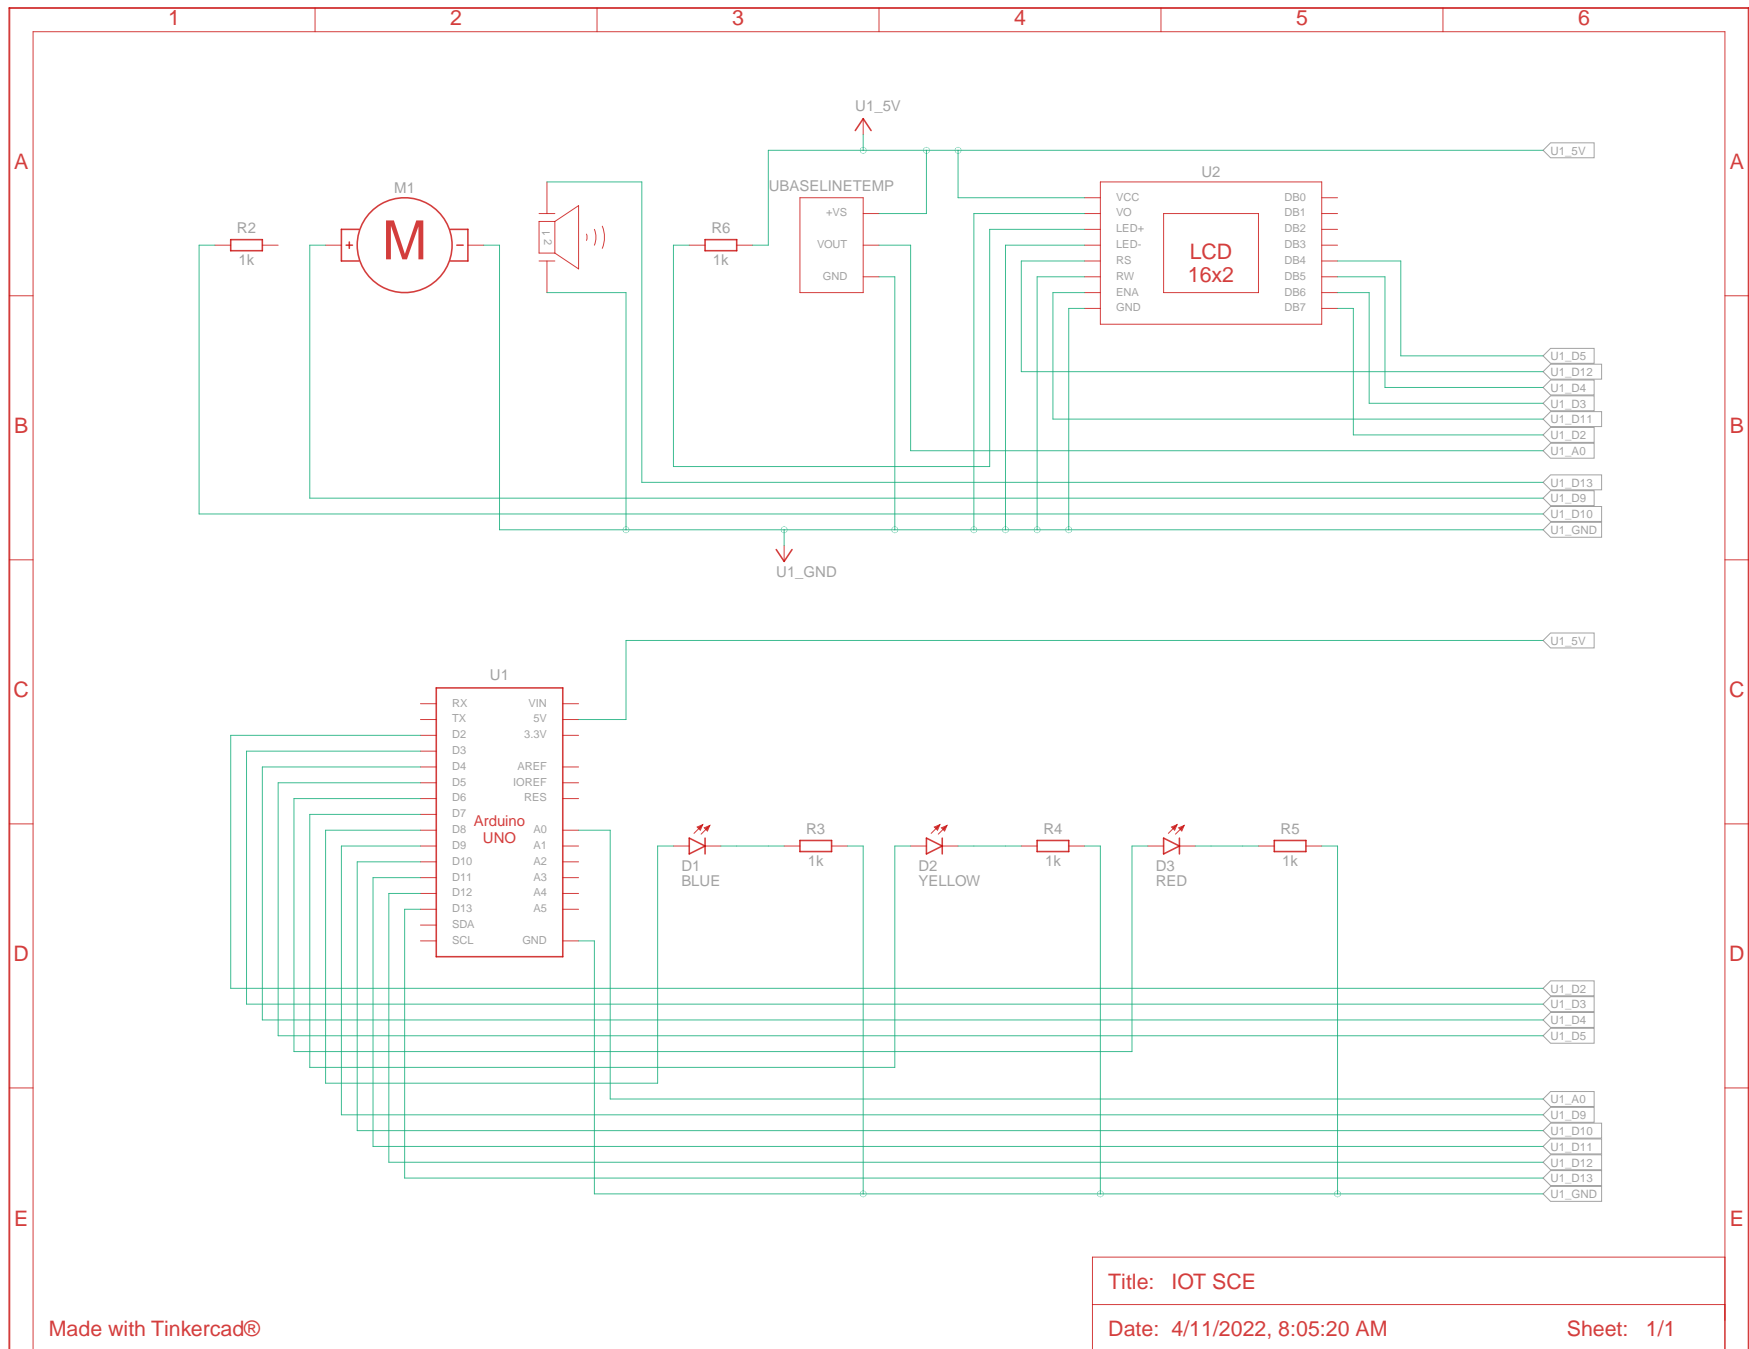 1 2 3 4 5 6
A
B
C
D
E
A
B
C
D
E
U1_5V
U1_5V
M1
M
+
-
R2
1k
UBASELINETEMP
+VS
VOUT
GND
R6
1k
U2
VCC
VO
LED+
LED-
RS
RW
ENA
GND
LCD
16x2
DB0
DB1
DB2
DB3
DB4
DB5
DB6
DB7
U1_D5
U1_D12
U1_D4
U1_D3
U1_D11
U1_D2
U1_A0
U1_D13
U1_D9
U1_D10
U1_GND
U1_GND
U1_5V
U1
RX
TX
D2
D3
D4
D5
D6
D7
D8
D9
D10
D11
D12
D13
SDA
SCL
Arduino
UNO
VIN
5V
3.3V
AREF
IOREF
RES
A0
A1
A2
A3
A4
A5
GND
D1
BLUE
R3
1k
D2
YELLOW
R4
1k
D3
RED
R5
1k
U1_D2
U1_D3
U1_D4
U1_D5
U1_A0
U1_D9
U1_D10
U1_D11
U1_D12
U1_D13
U1_GND
Title: IOT SCE
Date: 4/11/2022, 8:05:20 AM Sheet: 1/1
Made with Tinkercad®